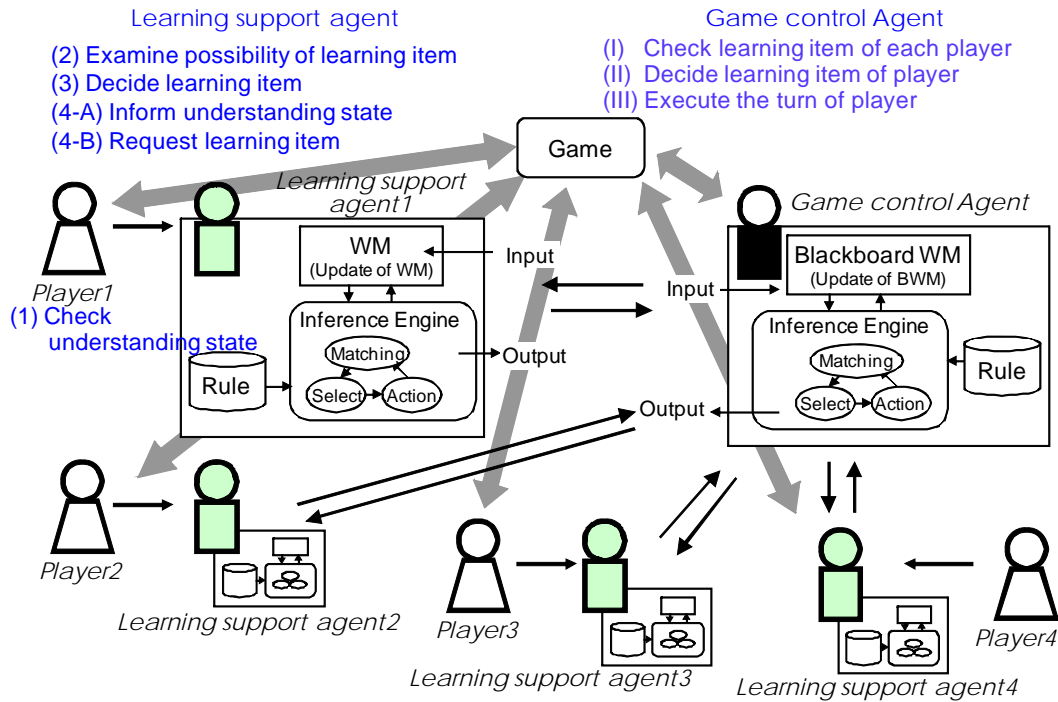 Learning support agent
(2) Examine possibility of learning item
(3) Decide learning item
(4-A) Inform understanding state
(4-B) Request learning item
Game control Agent
(I) Check learning item of each player
(II) Decide learning item of player
(III) Execute the turn of player
Game
Learning support
agent1
Game control Agent
Player1
(1) Check
understanding state
WM
(Update of WM)
Input
Inference Engine
Matching
Select
Action
Rule
Output
Input
Blackboard WM
(Update of BWM)
Inference Engine
Matching
Select
Action
Rule
Output
Player2
Learning support agent2
Player3
Learning support agent3
Player4
Learning support agent4